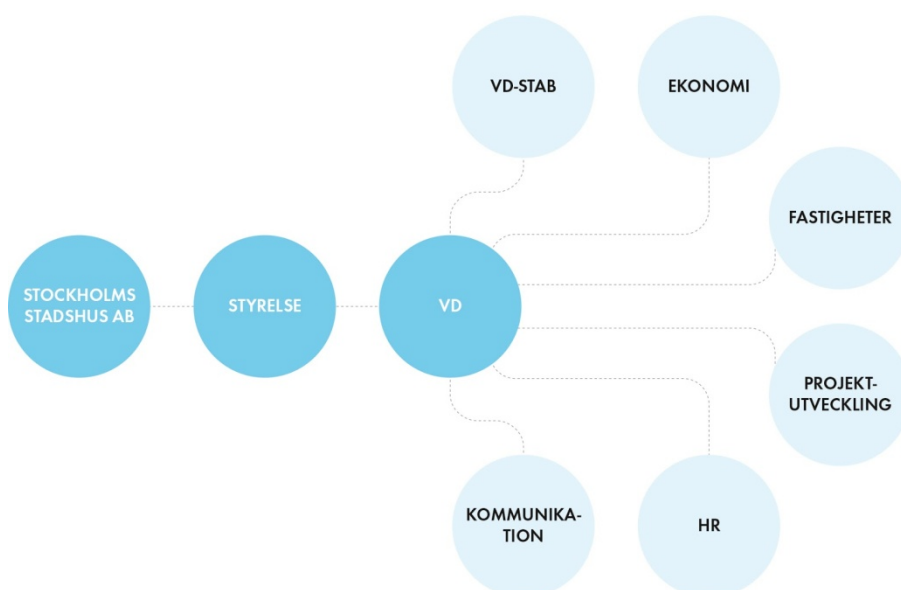 VD-STAB
EKONOMI
FASTIGHETER
STOCKHOLMS
STADSHUS AB
STYRELSE
VD
PROJEKT-
UTVECKLING
KOMMUNIKA-
TION
HR